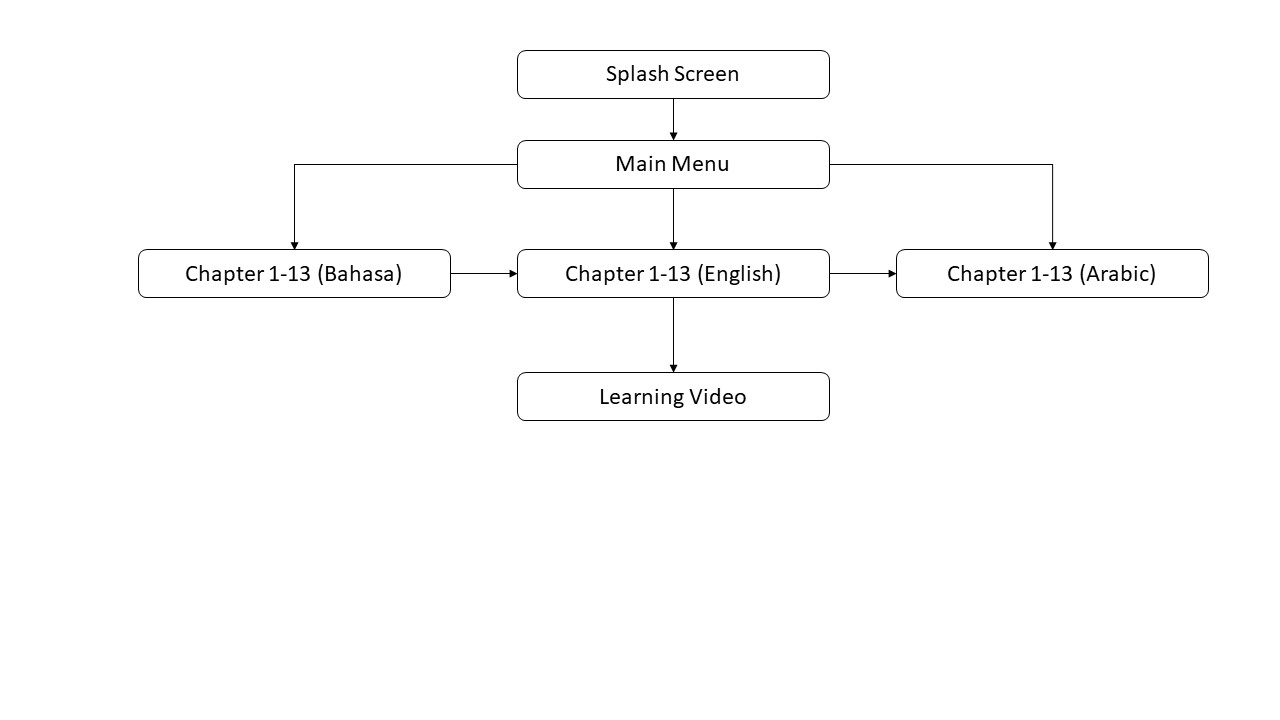 Splash Screen
Main Menu
Chapter 1-13 (Bahasa)
Chapter 1-13 (English)
Chapter 1-13 (Arabic)
Learning Video